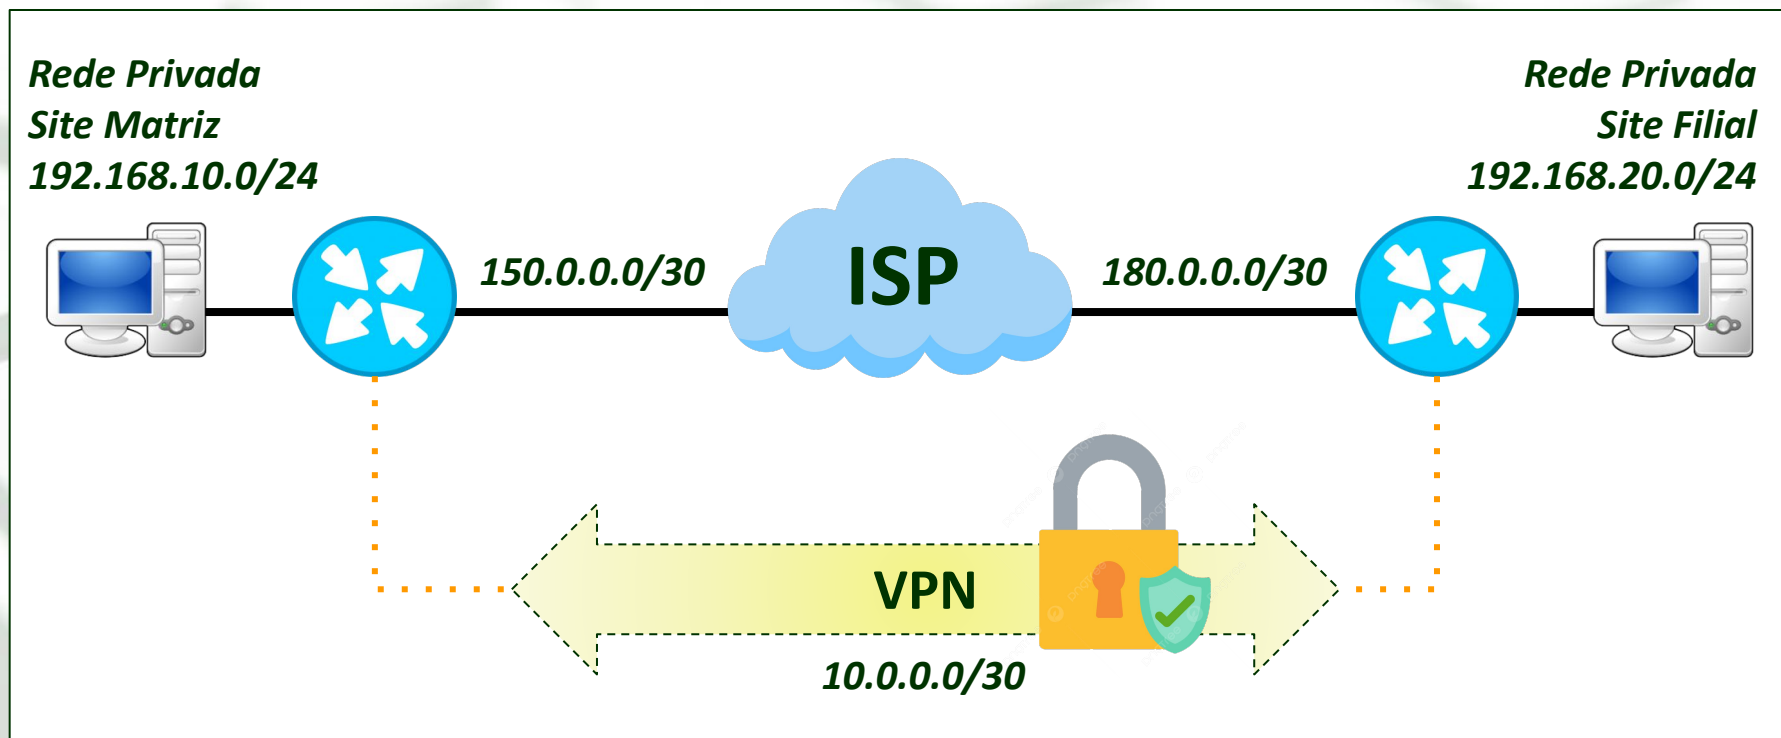 Rede Privada
Site Matriz
192.168.10.0/24
Rede Privada
Site Filial
192.168.20.0/24
150.0.0.0/30
ISP
180.0.0.0/30
VPN
10.0.0.0/30